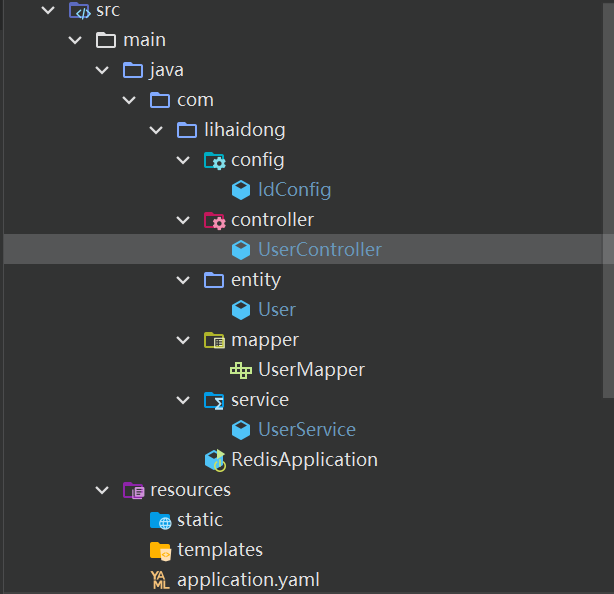 src
main
java
com
lihaidong
config
IdConfig
controller
UserController
entity
User
mapper
UserMapper
service
UserService
RedisApplication
resources
static
templates
application.yaml